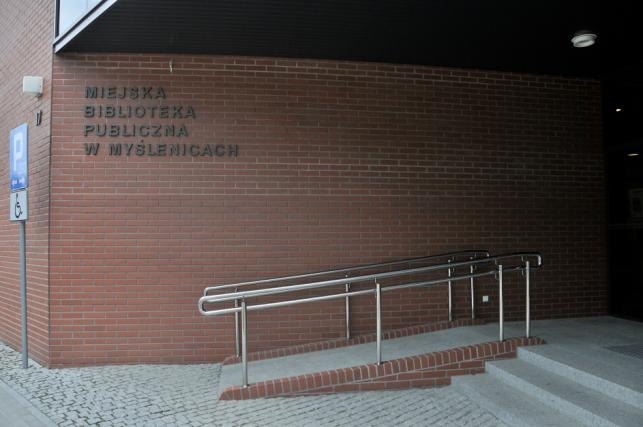 MIEJSKA
BIBLIOTEKA
PUBLICZNA
W MYŚLENICACH
P